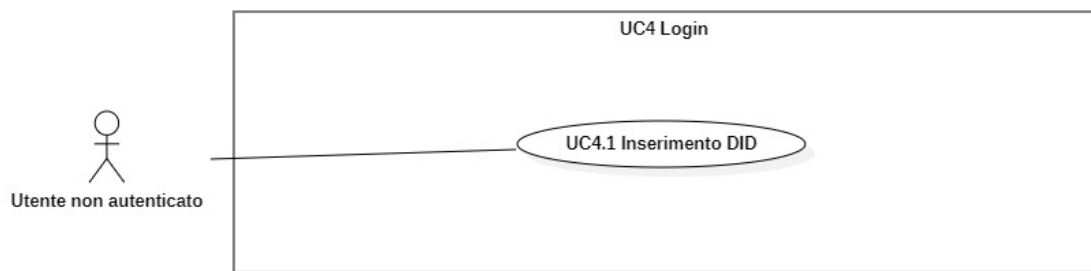 UC4 Login
UC4.1 Inserimento DID
Utente non autenticato